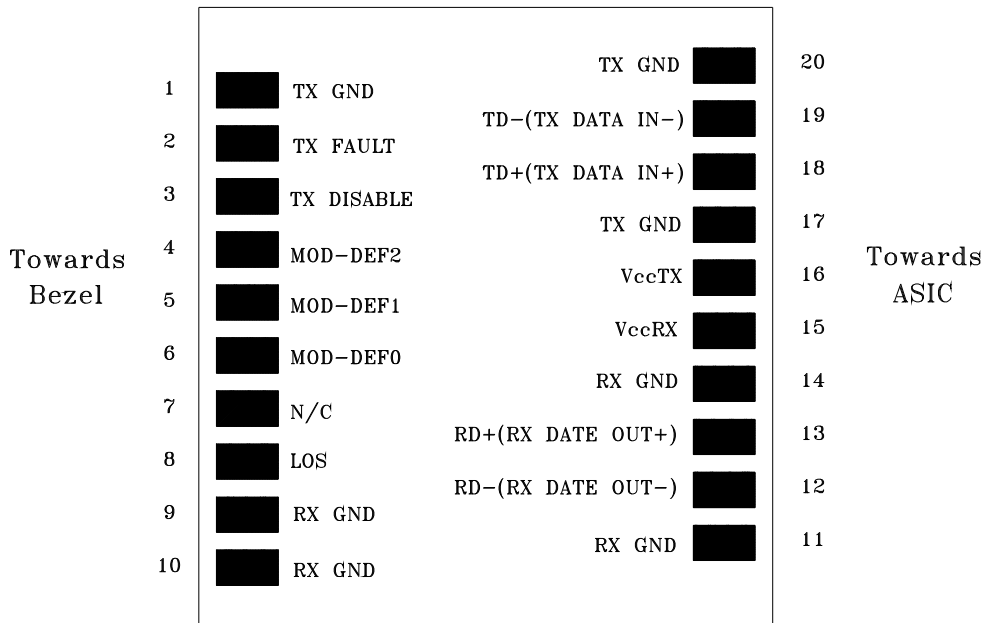 Towards
Bezel
1 TX GND
2 TX FAULT
3 TX DISABLE
4 MOD-DEF2
5 MOD-DEF1
6 MOD-DEF0
7 N/C
8 LOS
9 RX GND
10 RX GND
TX GND 20
TD-(TX DATA IN-) 19
TD+(TX DATA IN+) 18
TX GND 17
VccTX 16
VccRX 15
RX GND 14
RD+(RX DATE OUT+) 13
RD-(RX DATE OUT-) 12
RX GND 11
Towards
ASIC